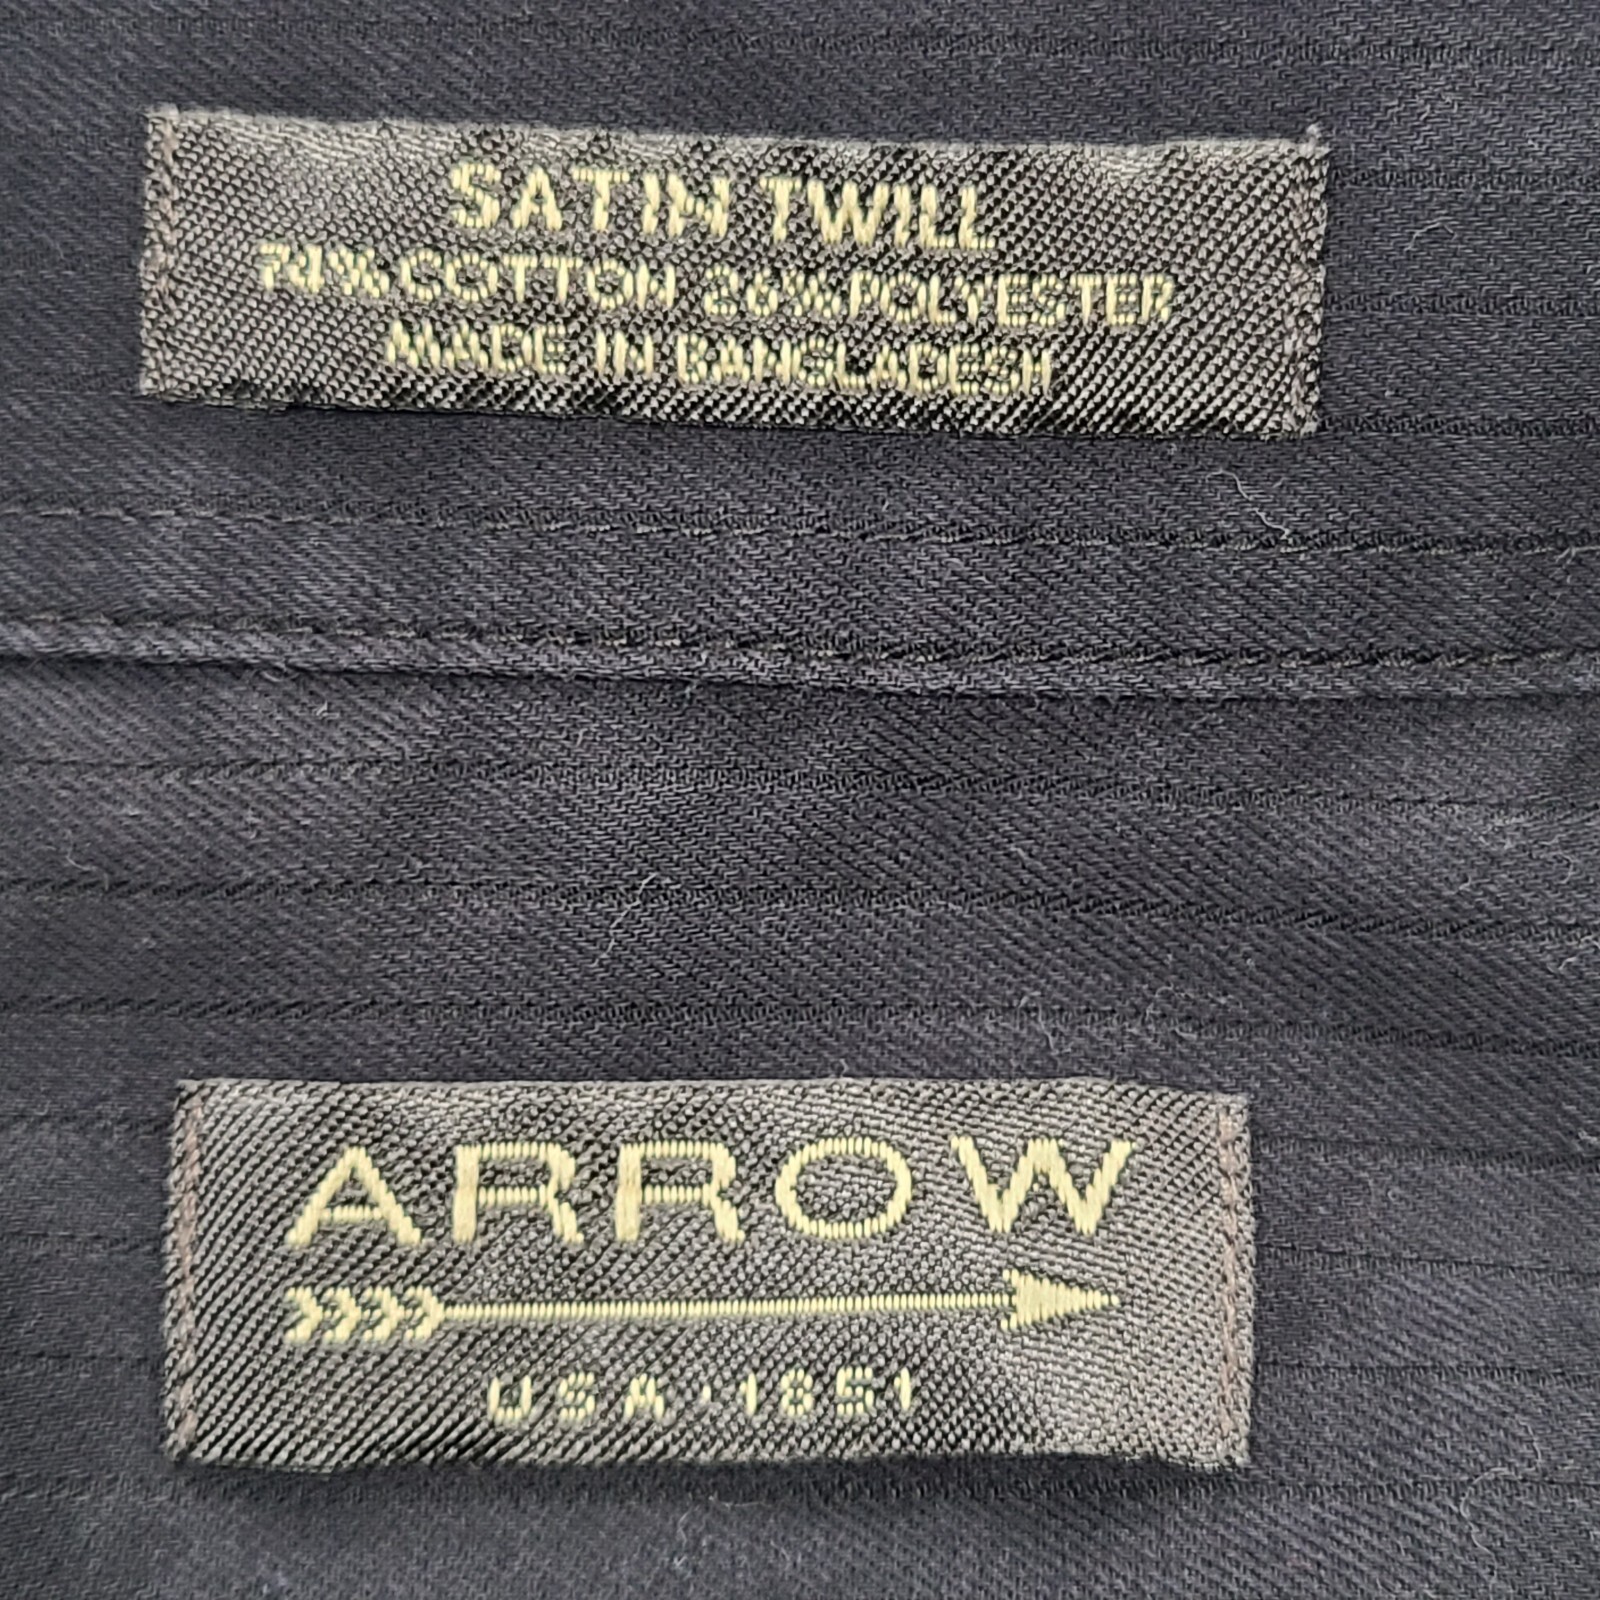 SATIN TWILL
74% COTTON 26% POLYESTER
MADE IN BANGLADESH
ARROW
USA · 1851